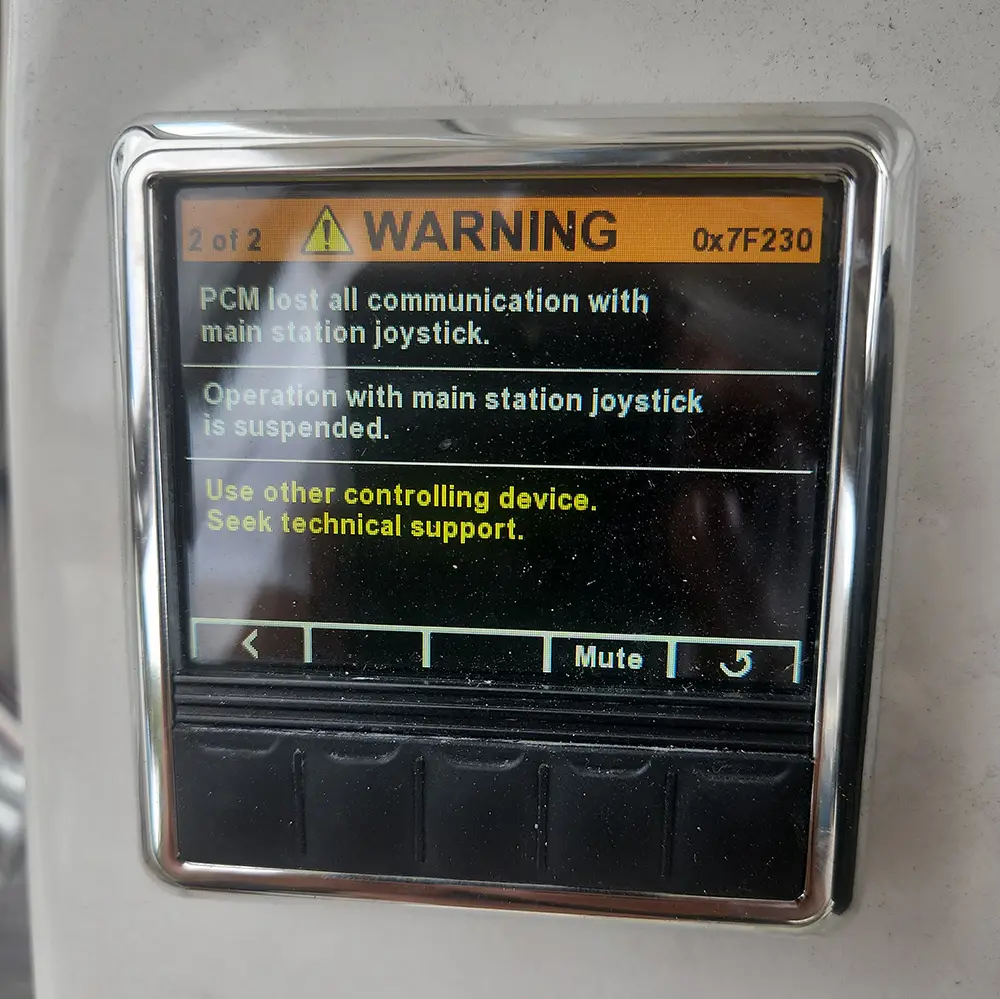 2 of 2 WARNING 0x7F230
PCM lost all communication with
main station joystick.
Operation with main station joystick
is suspended.
Use other controlling device.
Seek technical support.
< Mute